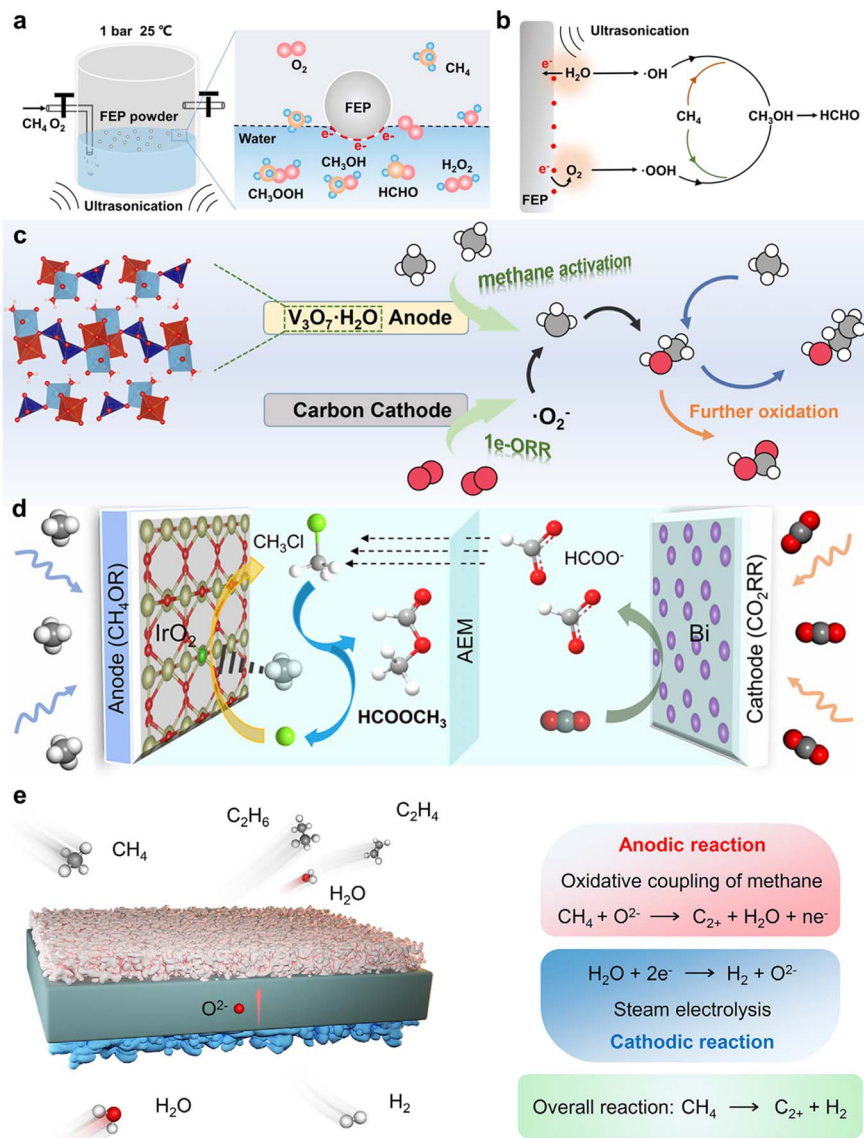 a
1 bar 25 ℃
FEP powder
CH₄ O₂
Ultrasonication
O₂
CH₄
FEP
Water
e-
e-
e-
CH₃OOH
CH₃OH
HCHO
H₂O₂
b
Ultrasonication
e⁻
H₂O
·OH
CH₄
CH₃OH
HCHO
e⁻
O₂
·OOH
FEP
c
methane activation
V₃O₇·H₂O Anode
Carbon Cathode
·O₂⁻
1e-ORR
Further oxidation
d
Anode (CH₄OR)
IrO₂
CH₃Cl
HCOOCH₃
AEM
HCOO⁻
Bi
Cathode (CO₂RR)
e
CH₄
C₂H₆
C₂H₄
H₂O
O²⁻
H₂O
H₂
Anodic reaction
Oxidative coupling of methane
CH₄ + O²⁻ ⟶ C₂₊ + H₂O + ne⁻
H₂O + 2e⁻ ⟶ H₂ + O²⁻
Steam electrolysis
Cathodic reaction
Overall reaction: CH₄ ⟶ C₂₊ + H₂